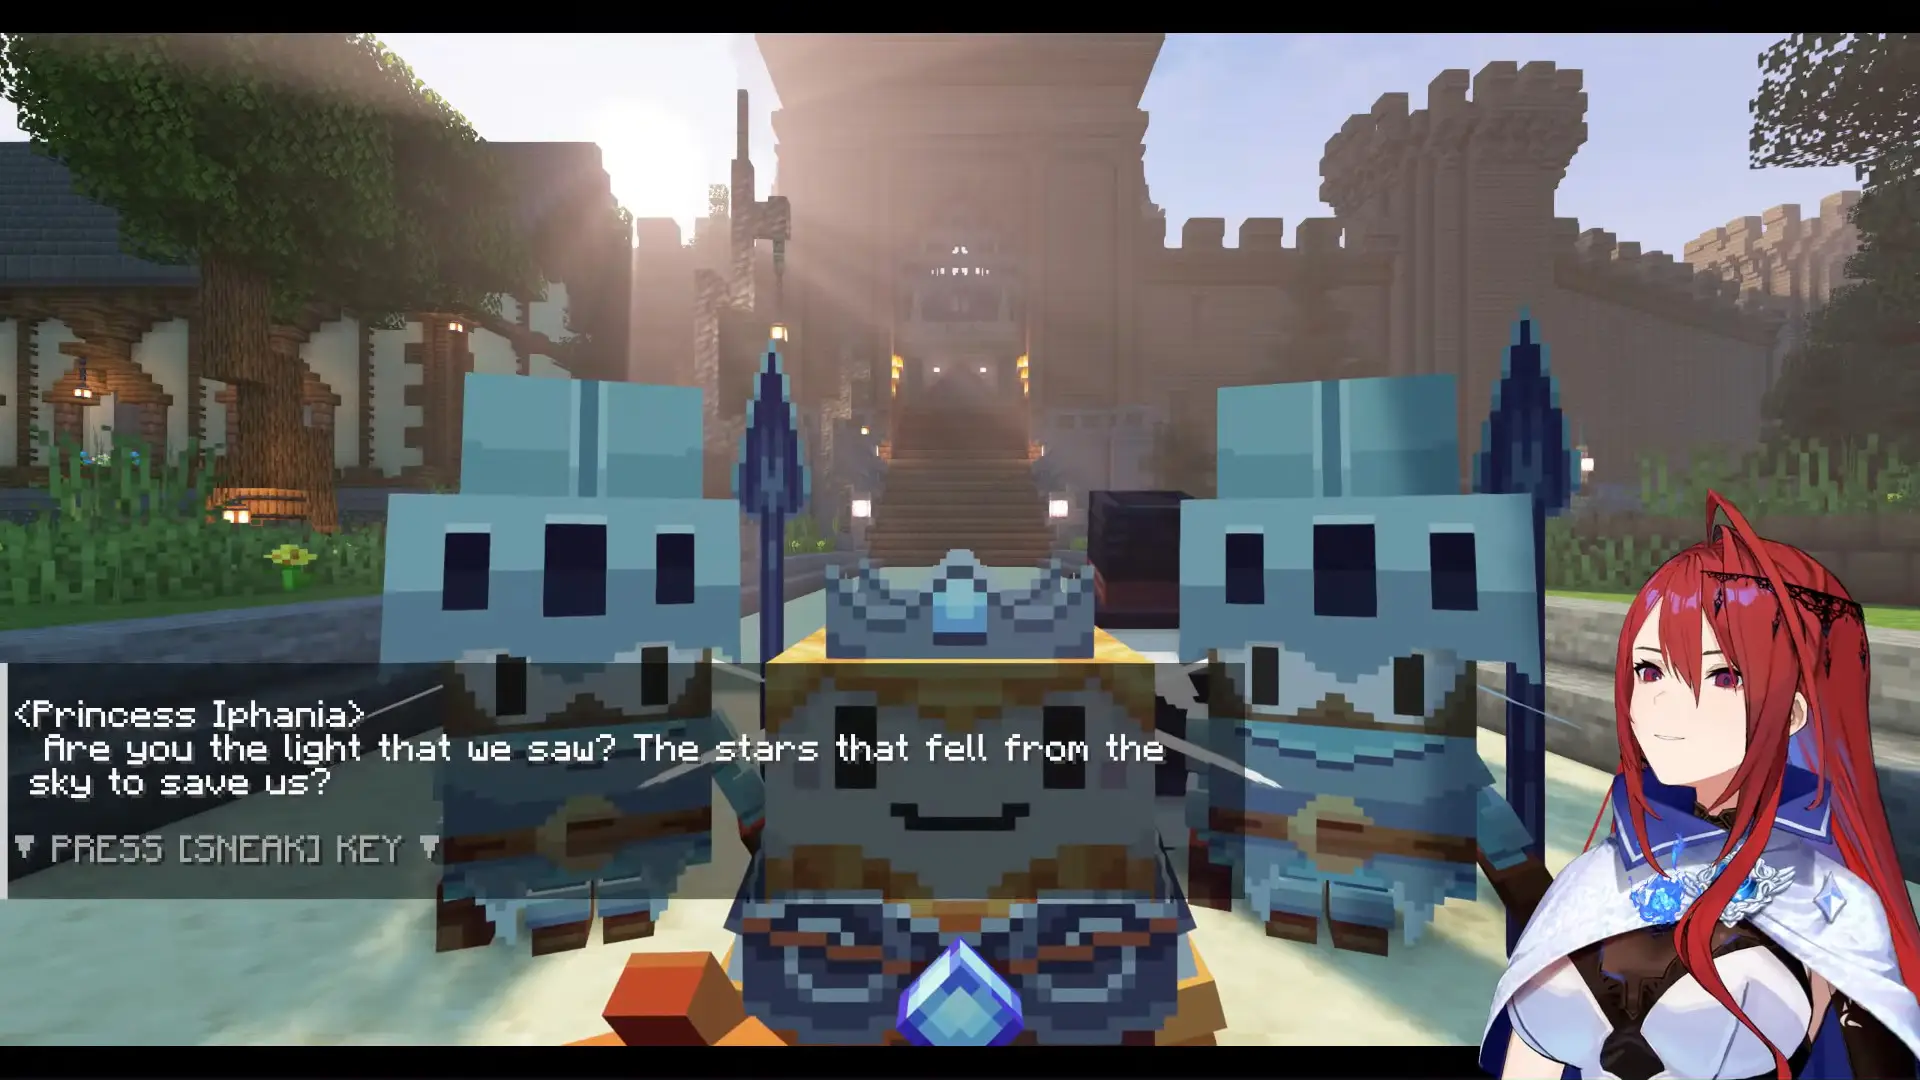 <Princess Iphania>
Are you the light that we saw? The stars that fell from the
sky to save us?
▼ PRESS [SNEAK] KEY ▼